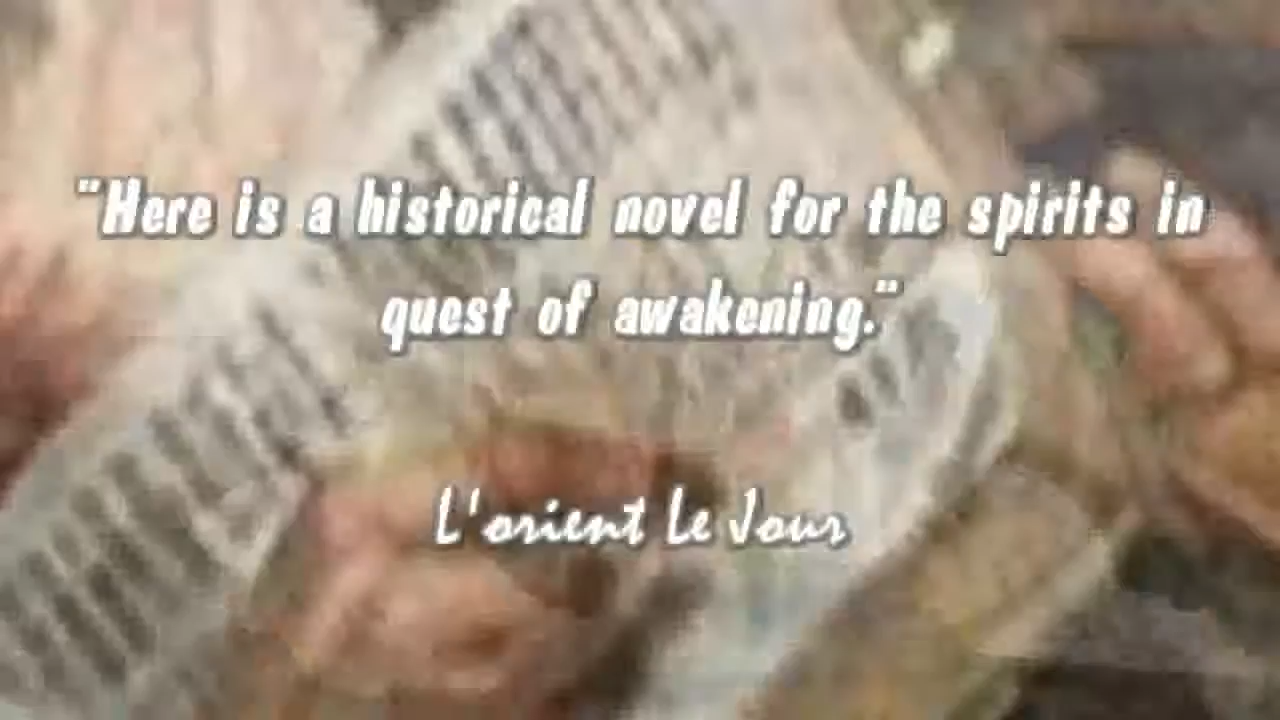 "Here is a historical novel for the spirits in
quest of awakening."
L'orient Le Jour